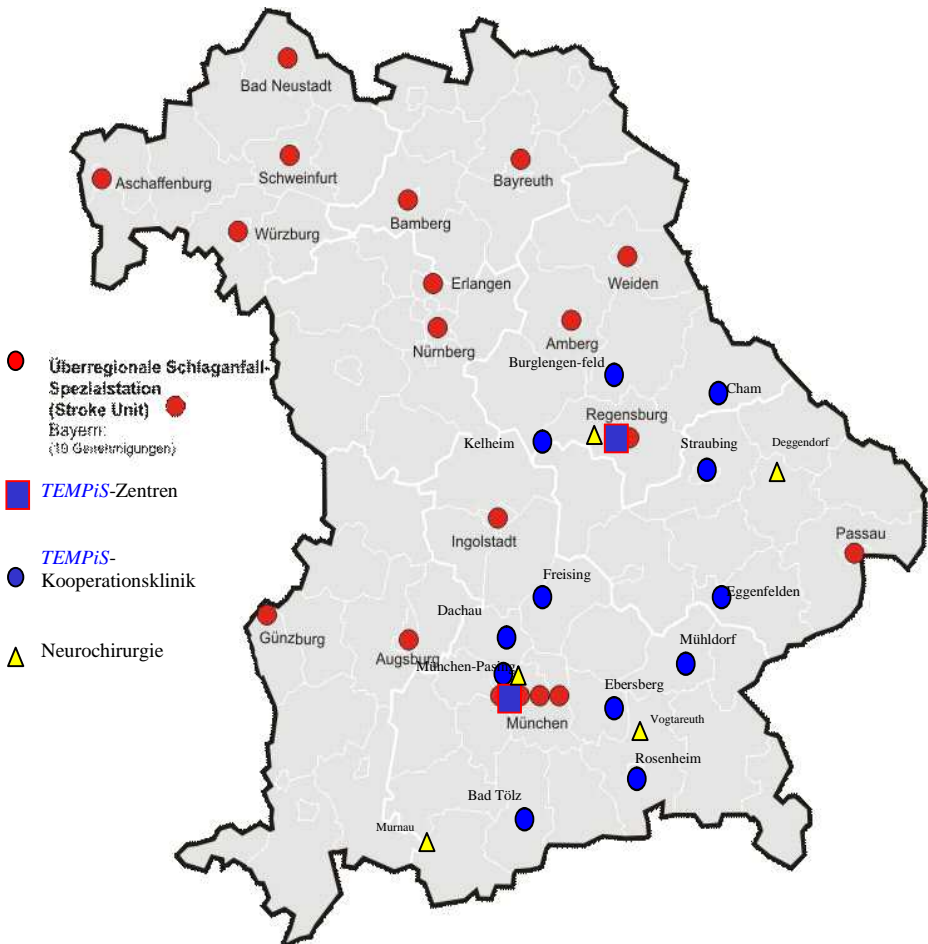 Bad Neustadt
Aschaffenburg
Schweinfurt
Bayreuth
Bamberg
Würzburg
Weiden
Erlangen
Nürnberg
Amberg
Burglengen-feld
Cham
Regensburg
Kelheim
Straubing
Deggendorf
Ingolstadt
Passau
Freising
Eggenfelden
Dachau
Günzburg
Augsburg
Mühldorf
München-Pasing
Ebersberg
München
Vogtareuth
Rosenheim
Bad Tölz
Murnau
Überregionale Schlaganfall-
Spezialstation
(Stroke Unit)
Bayern:
(19 Genehmigungen)
TEMPiS-Zentren
TEMPiS-
Kooperationsklinik
Neurochirurgie